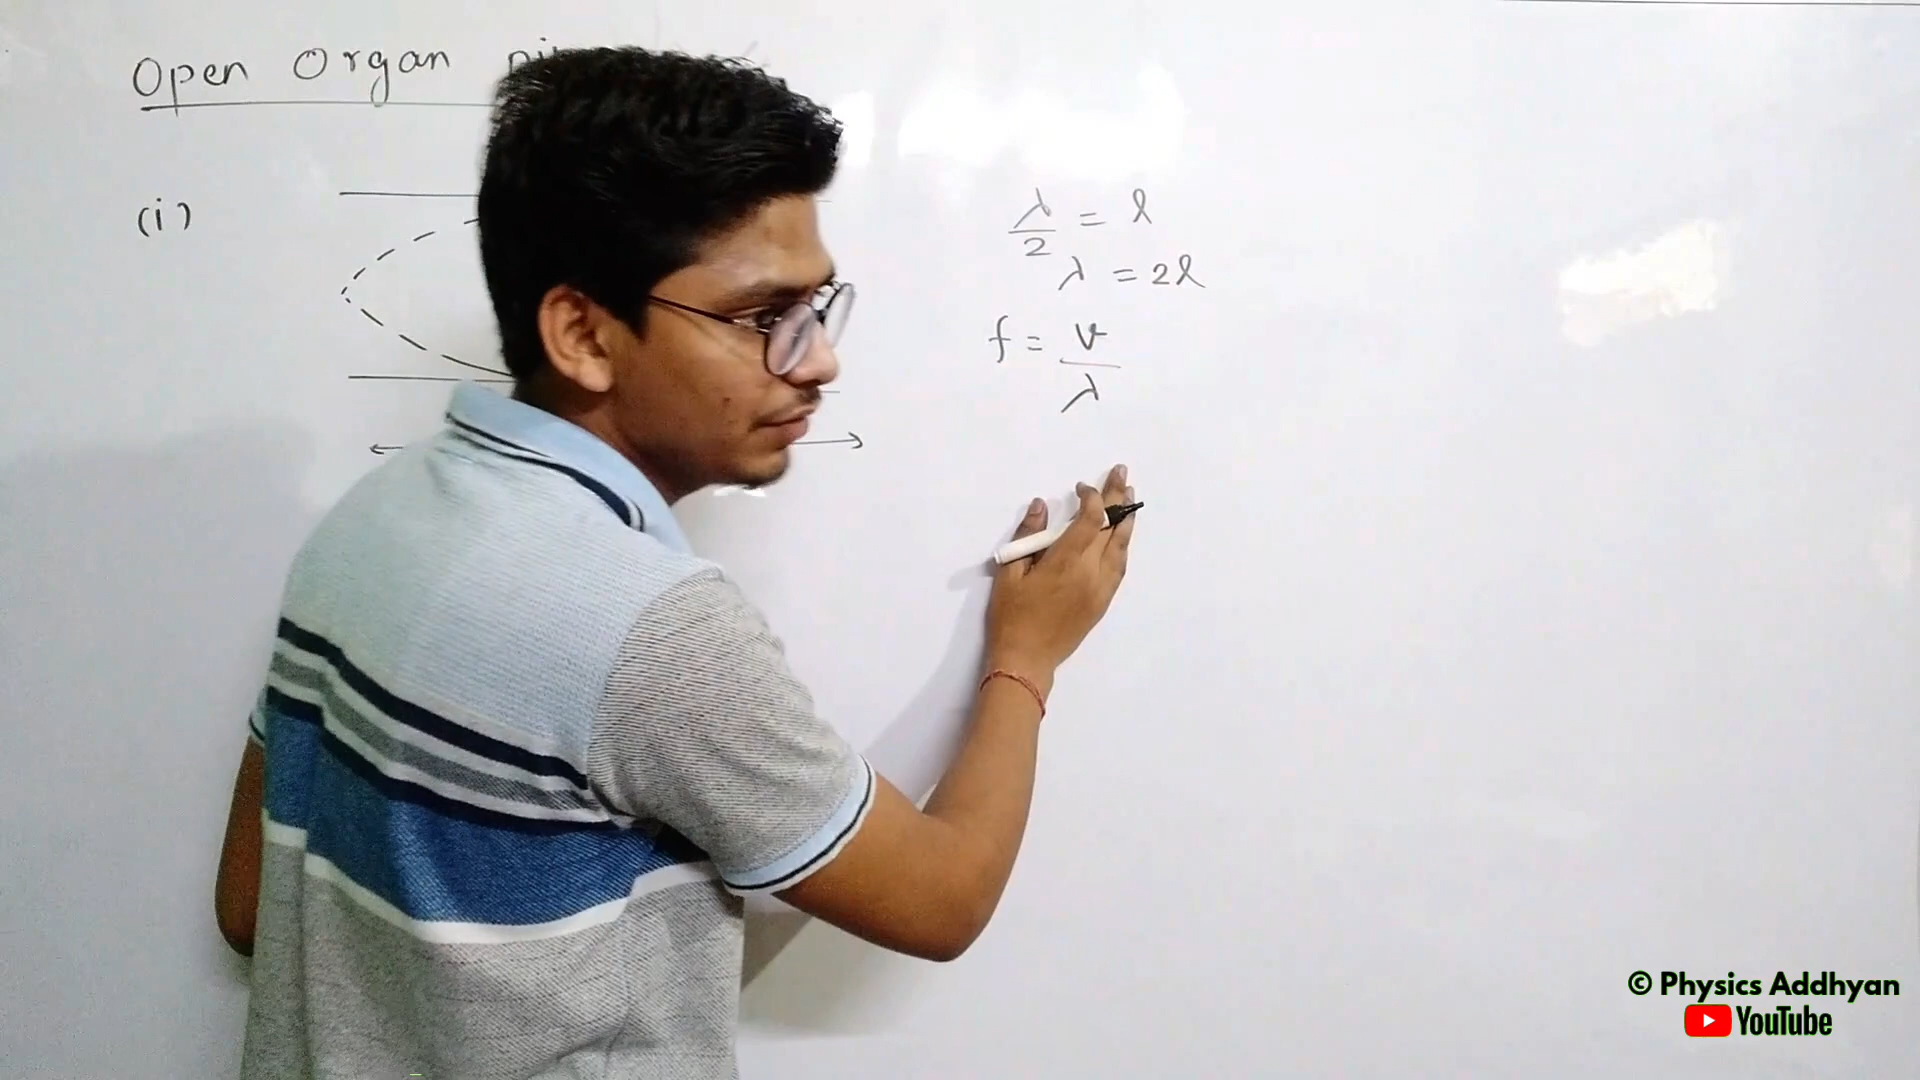 Open Organ
(i)
λ/2 = l
λ = 2l
f = v/λ
© Physics Addhyan
YouTube